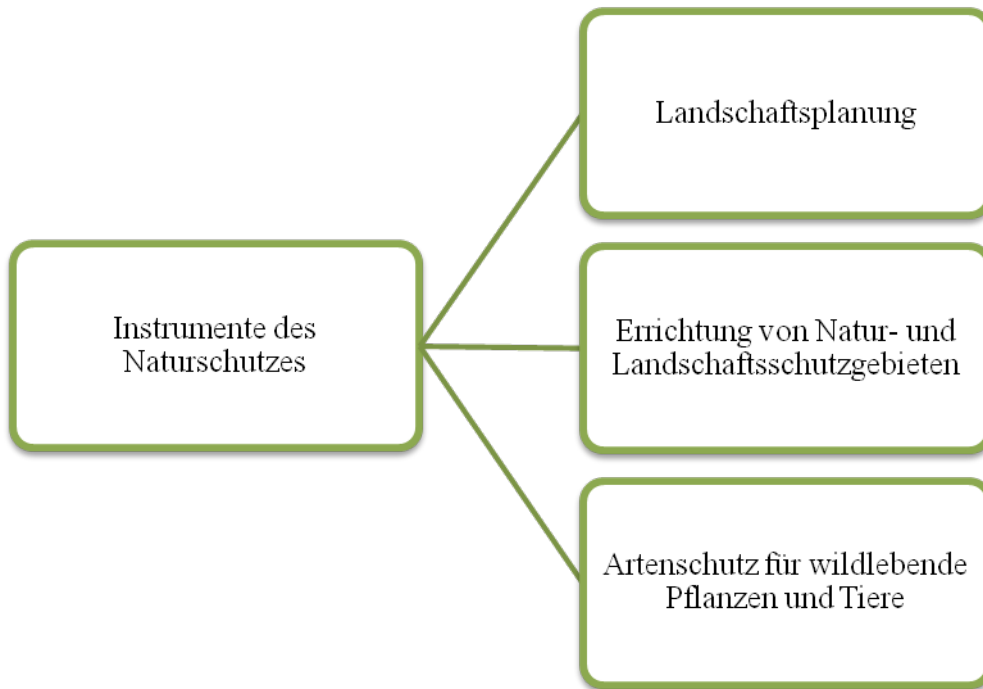 Landschaftsplanung
Instrumente des
Naturschutzes
Errichtung von Natur- und
Landschaftsschutzgebieten
Artenschutz für wildlebende
Pflanzen und Tiere